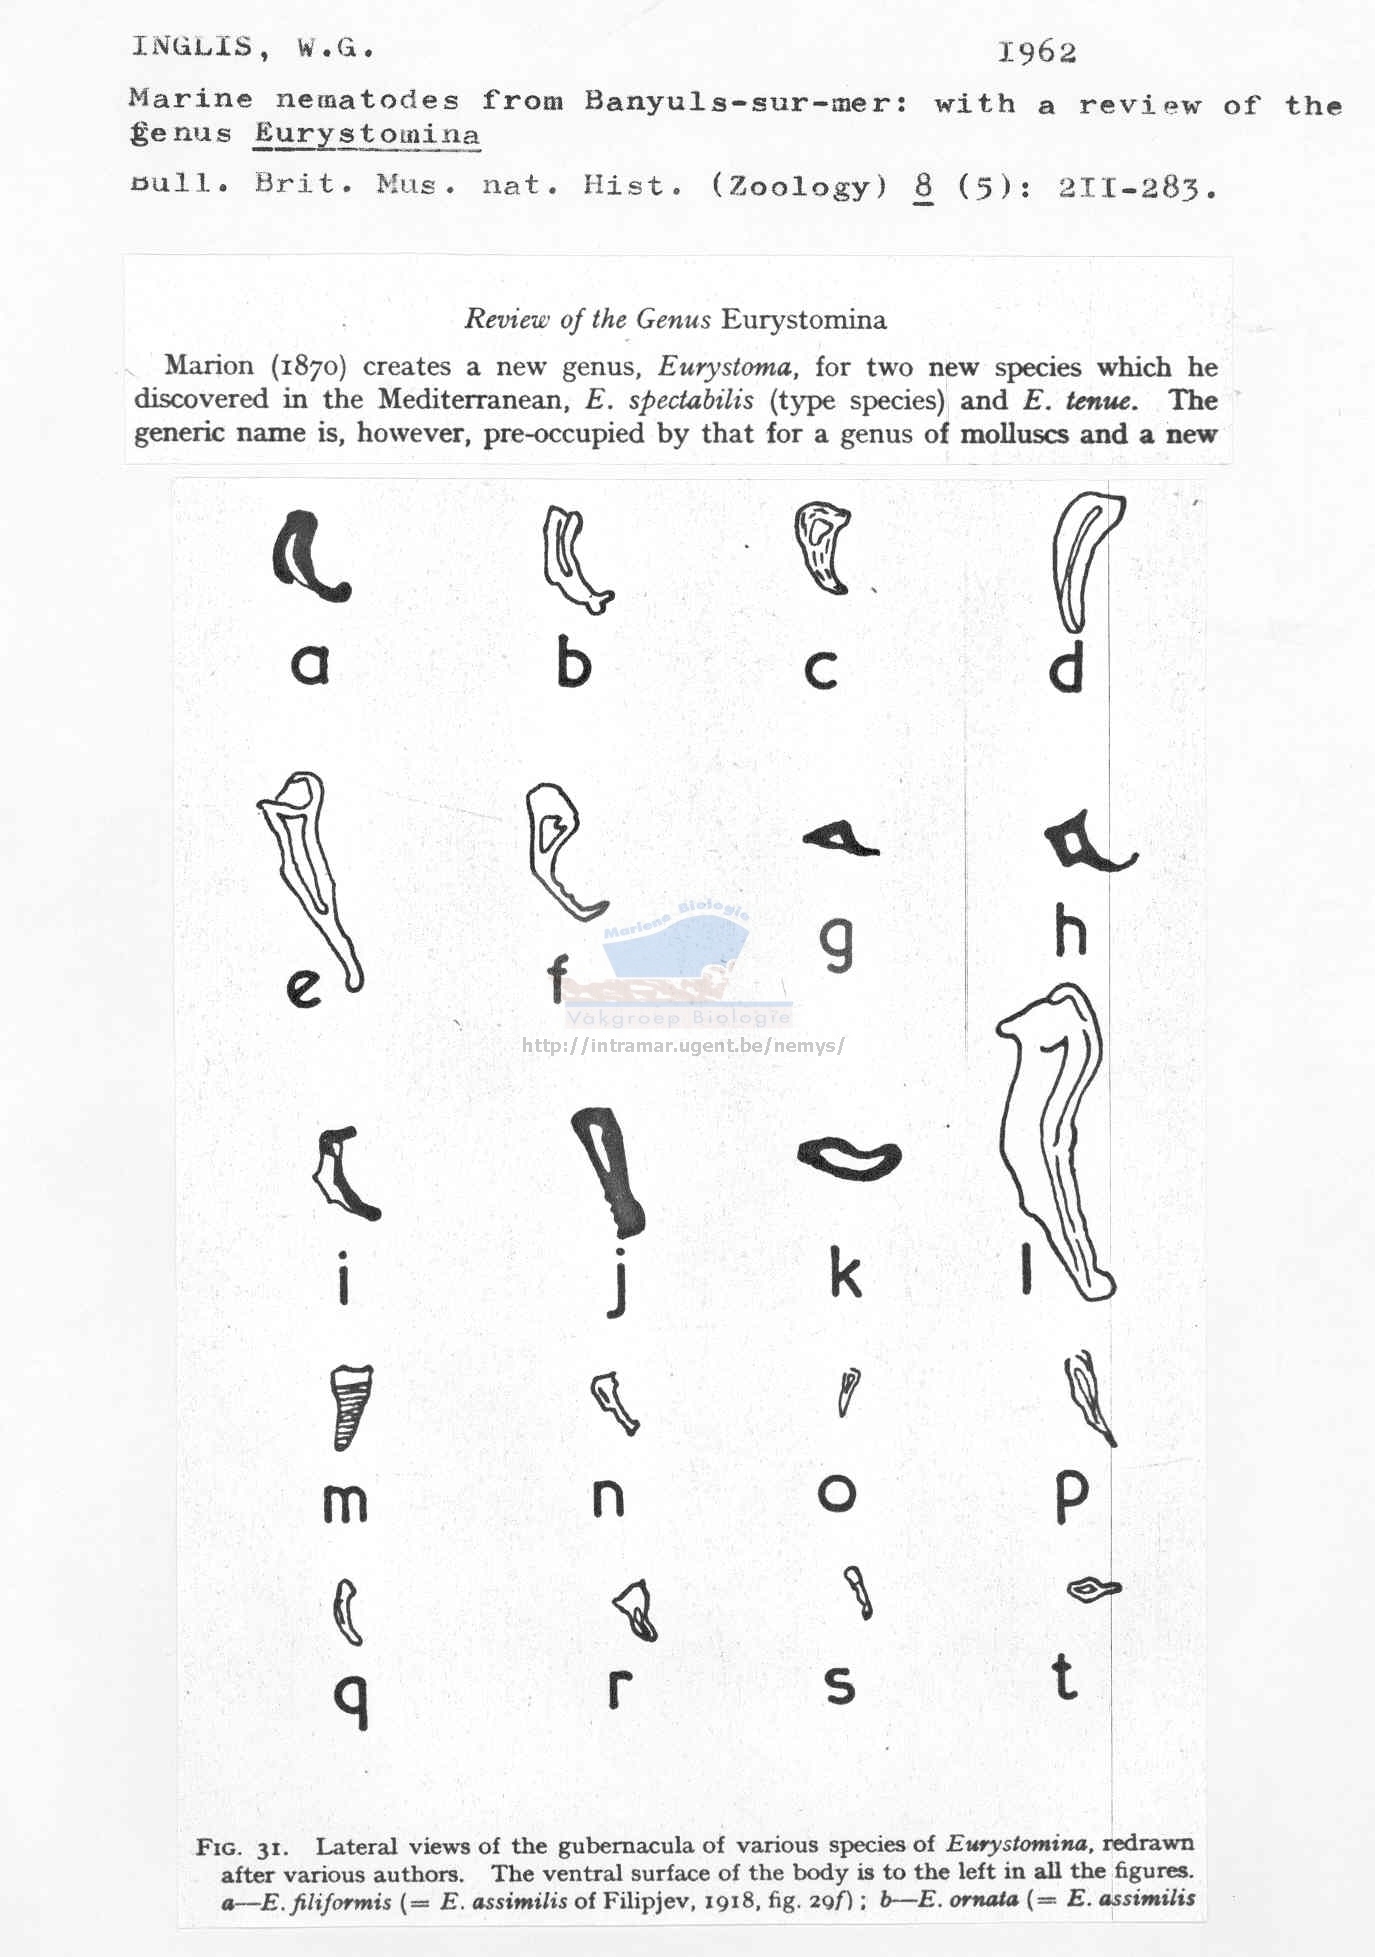 INGLIS, W.G. 1962
Marine nematodes from Banyuls-sur-mer: with a review of the
genus Eurystomina
Bull. Brit. Mus. nat. Hist. (Zoology) 8 (5): 2II-283.
Review of the Genus Eurystomina
Marion (1870) creates a new genus, Eurystoma, for two new species which he
discovered in the Mediterranean, E. spectabilis (type species) and E. tenue. The
generic name is, however, pre-occupied by that for a genus of molluscs and a new
a b c d
e f g h
Mariene Biologie
Vakgroep Biologie
http://intramar.ugent.be/nemys/
i j k l
m n o p
q r s t
FIG. 31. Lateral views of the gubernacula of various species of Eurystomina, redrawn
after various authors. The ventral surface of the body is to the left in all the figures.
a—E. filiformis (= E. assimilis of Filipjev, 1918, fig. 29f); b—E. ornata (= E. assimilis